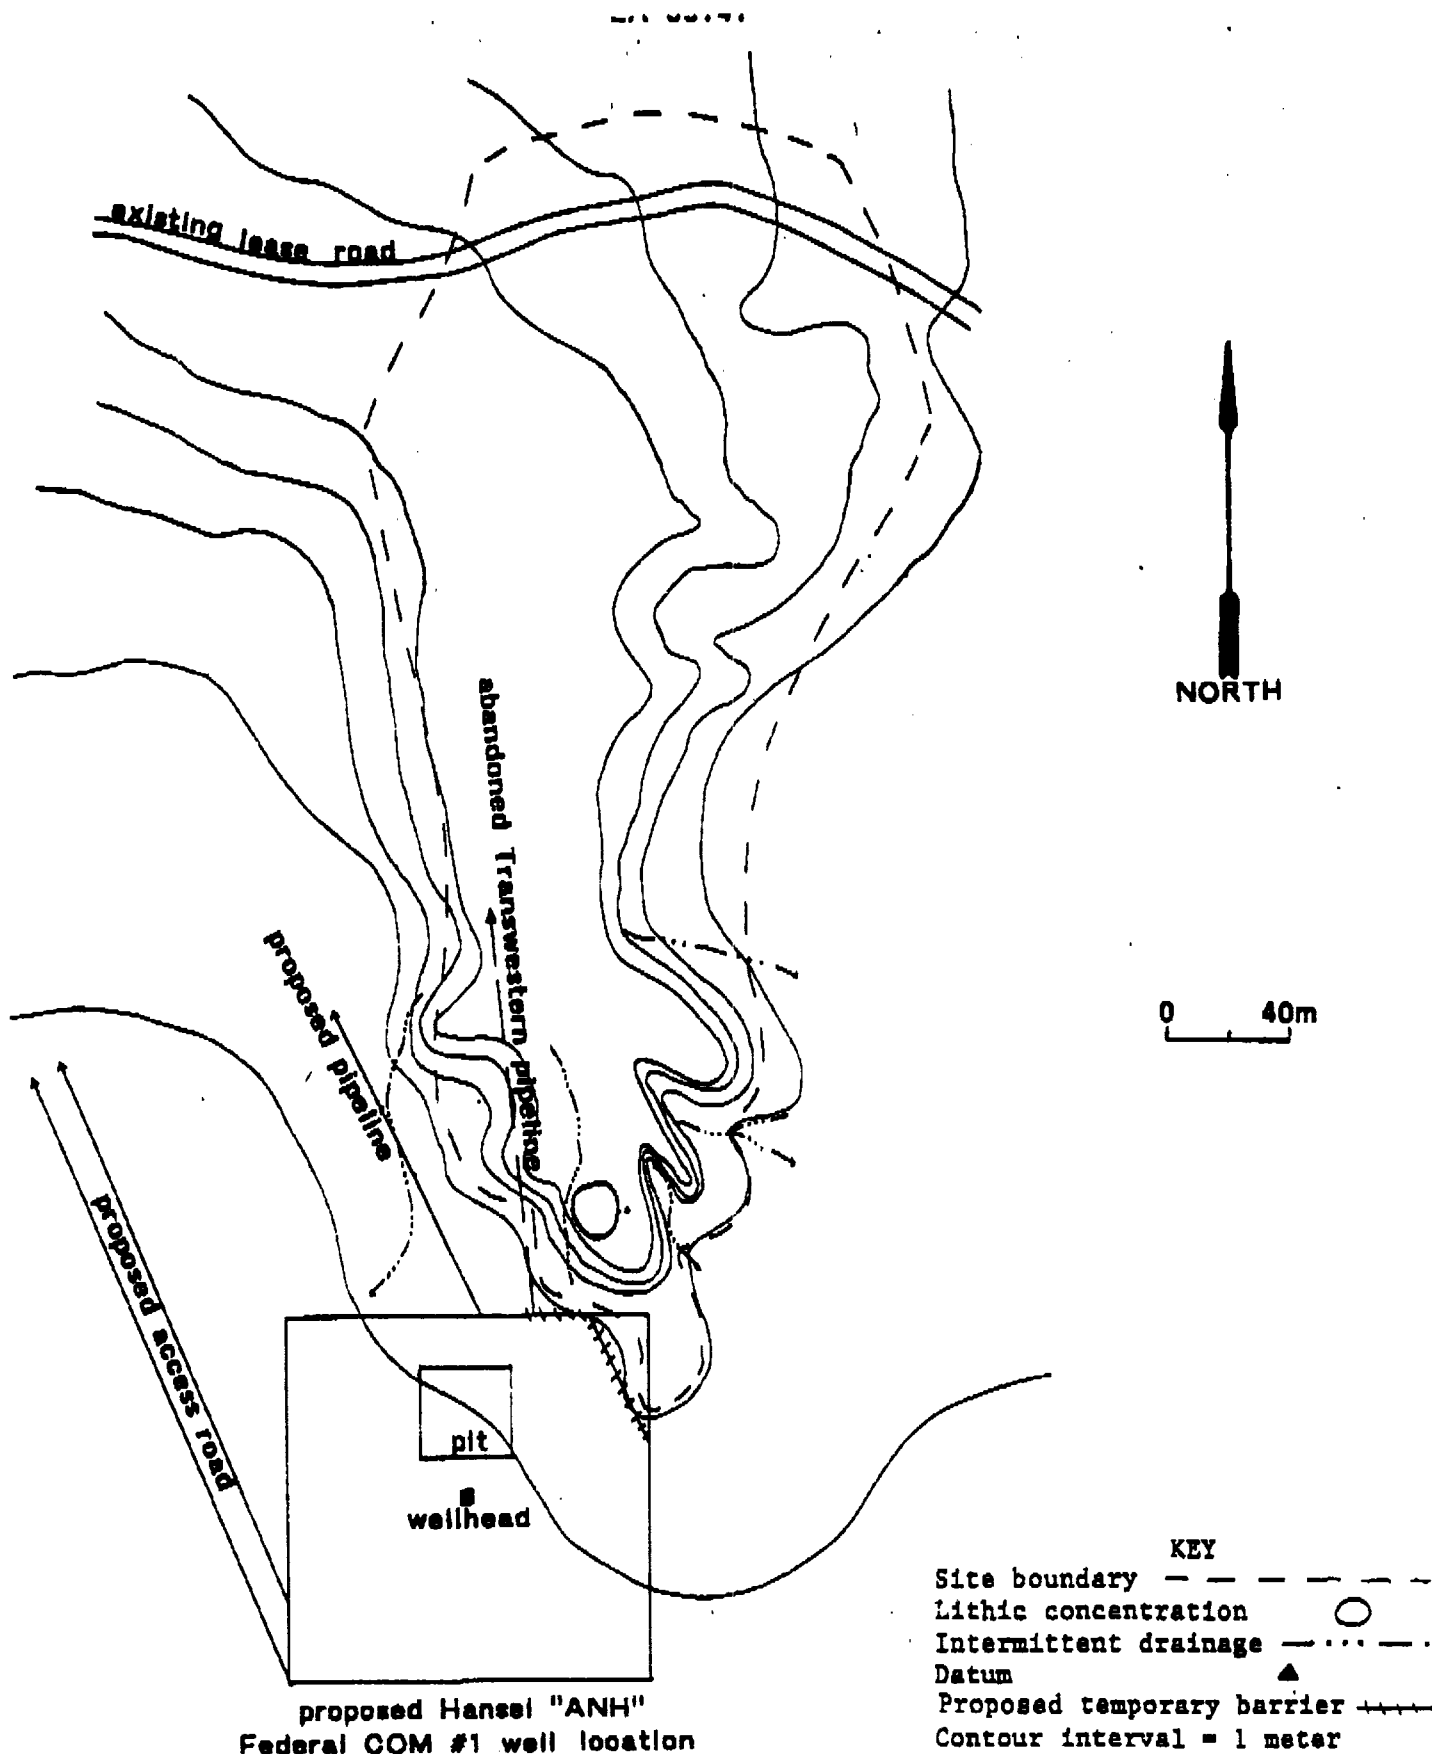 existing lease road
NORTH
abandoned Transwestern pipeline
proposed pipeline
0 40m
proposed access road
pit
wellhead
KEY
Site boundary
Lithic concentration
Intermittent drainage
Datum
Proposed temporary barrier
Contour interval = 1 meter
proposed Hansel "ANH"
Federal COM #1 well location